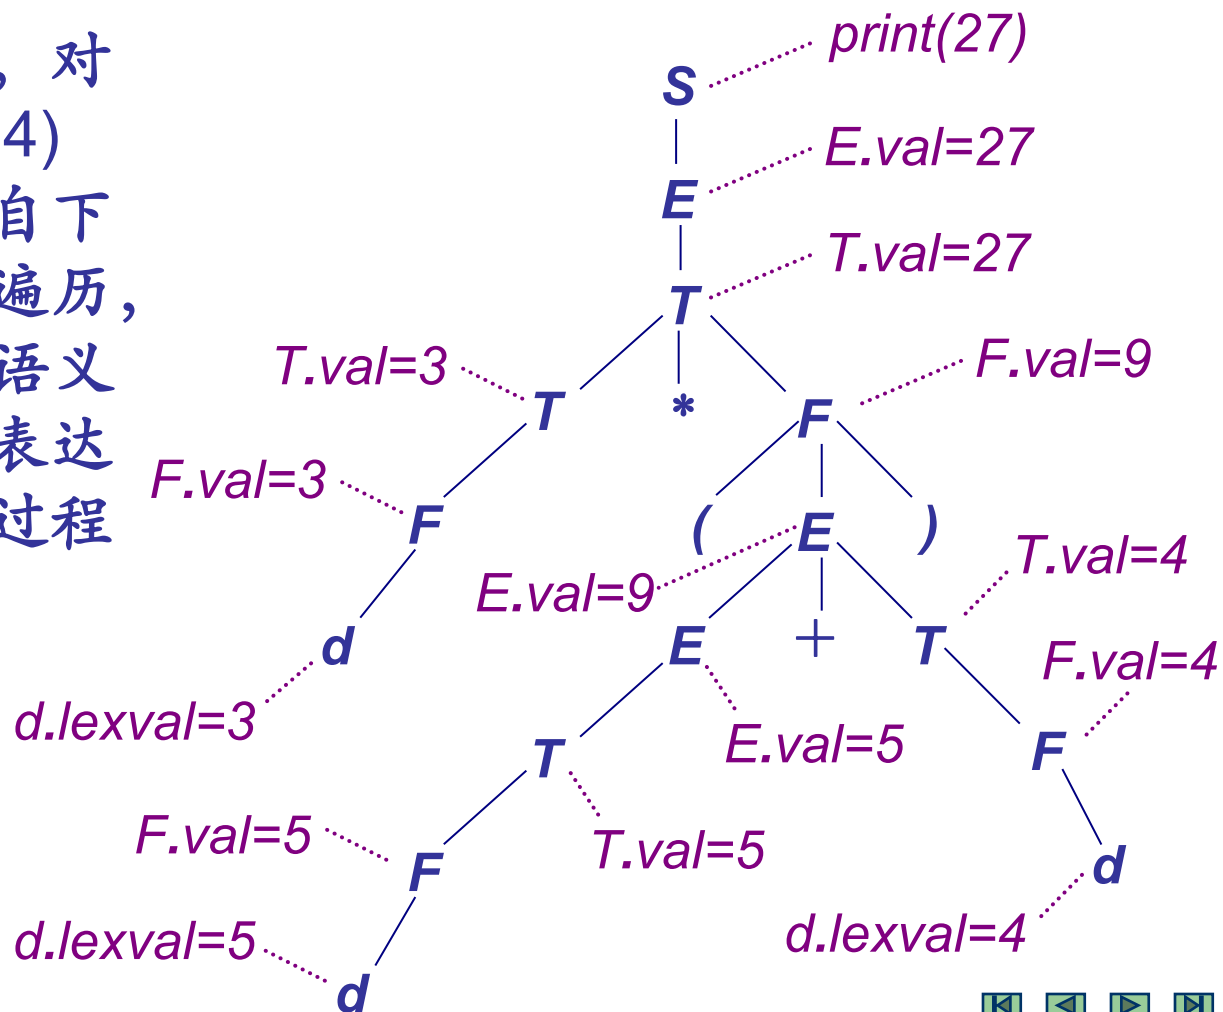 ，对
4)
自下
遍历，
语义
表达
过程
print(27)
S
E.val=27
E
T.val=27
T
T.val=3
F.val=9
T
*
F
F.val=3
F
(
E
)
T.val=4
E.val=9
d
E
+
T
F.val=4
d.lexval=3
E.val=5
T
F
F.val=5
T.val=5
F
d
d.lexval=5
d.lexval=4
d